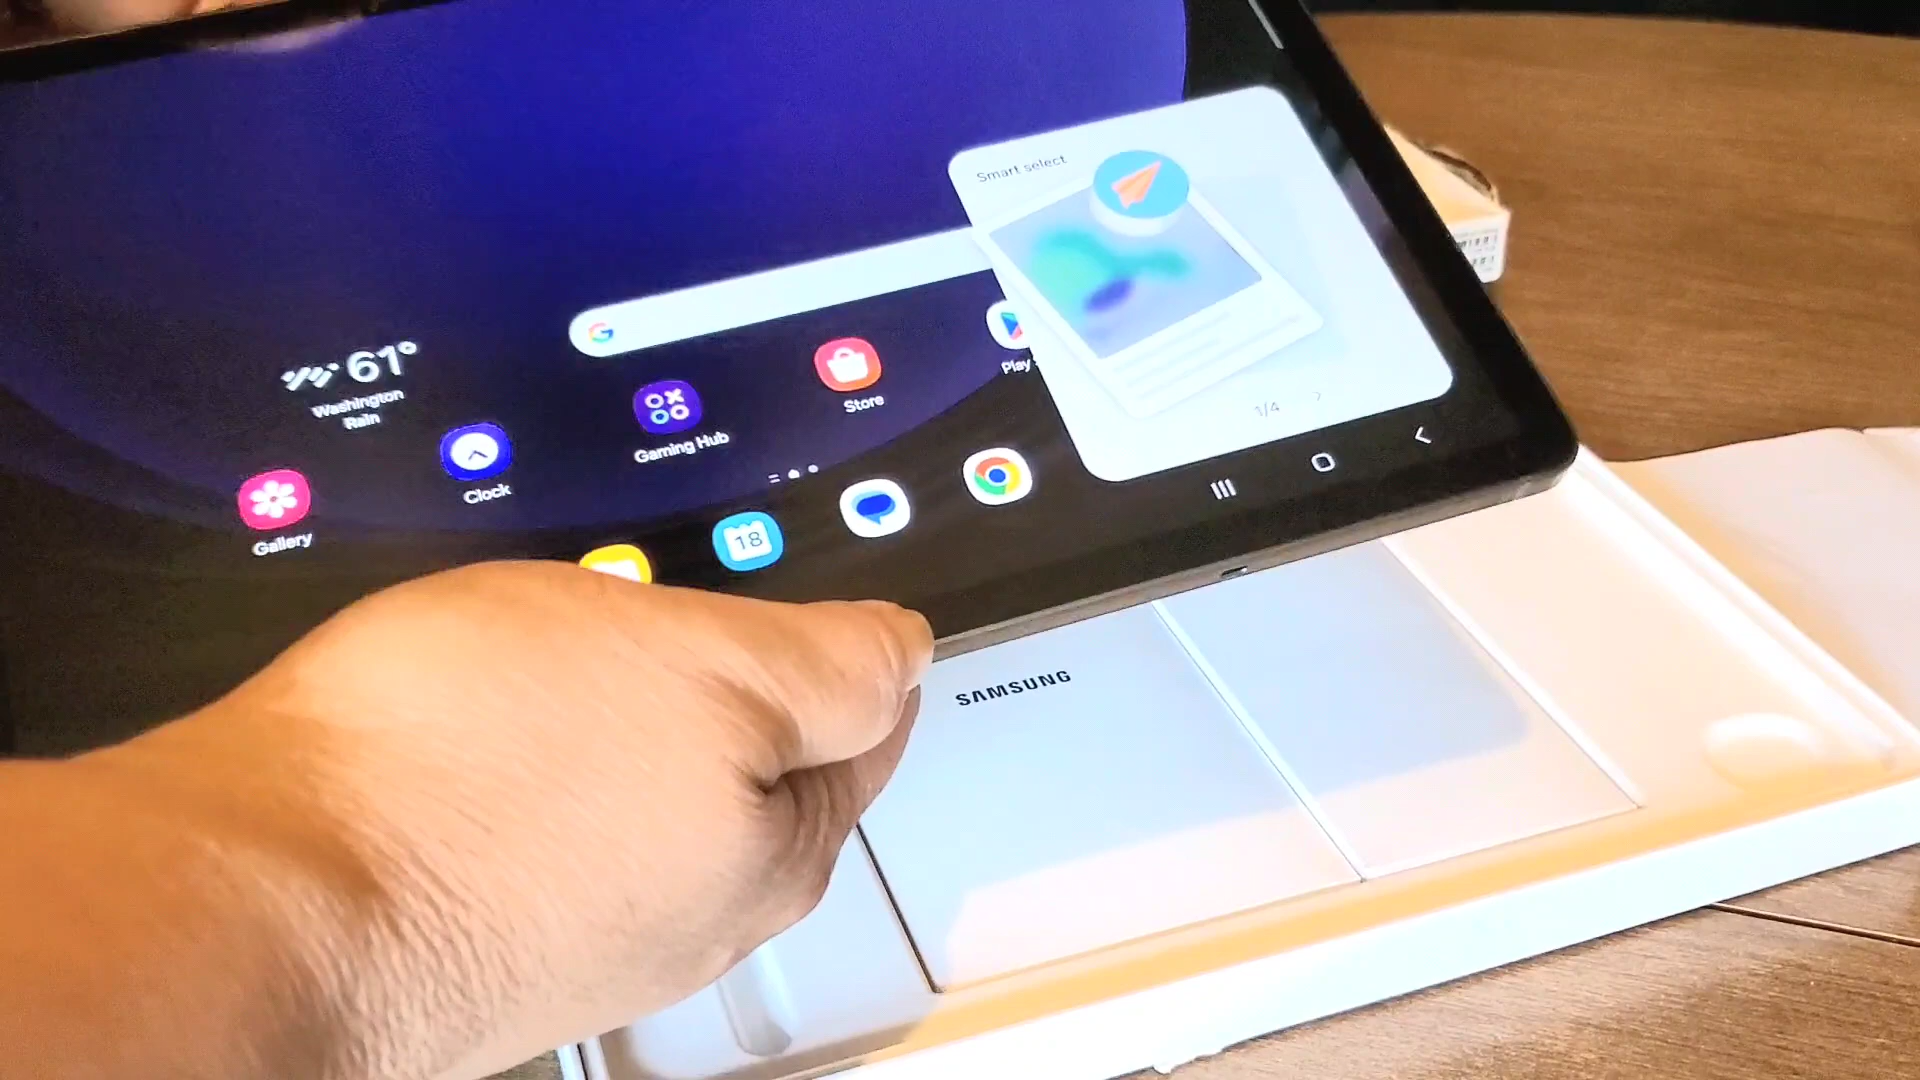 Smart select
61°
Washington
Rain
Play
Store
Gaming Hub
Clock
Gallery
18
1/4
SAMSUNG